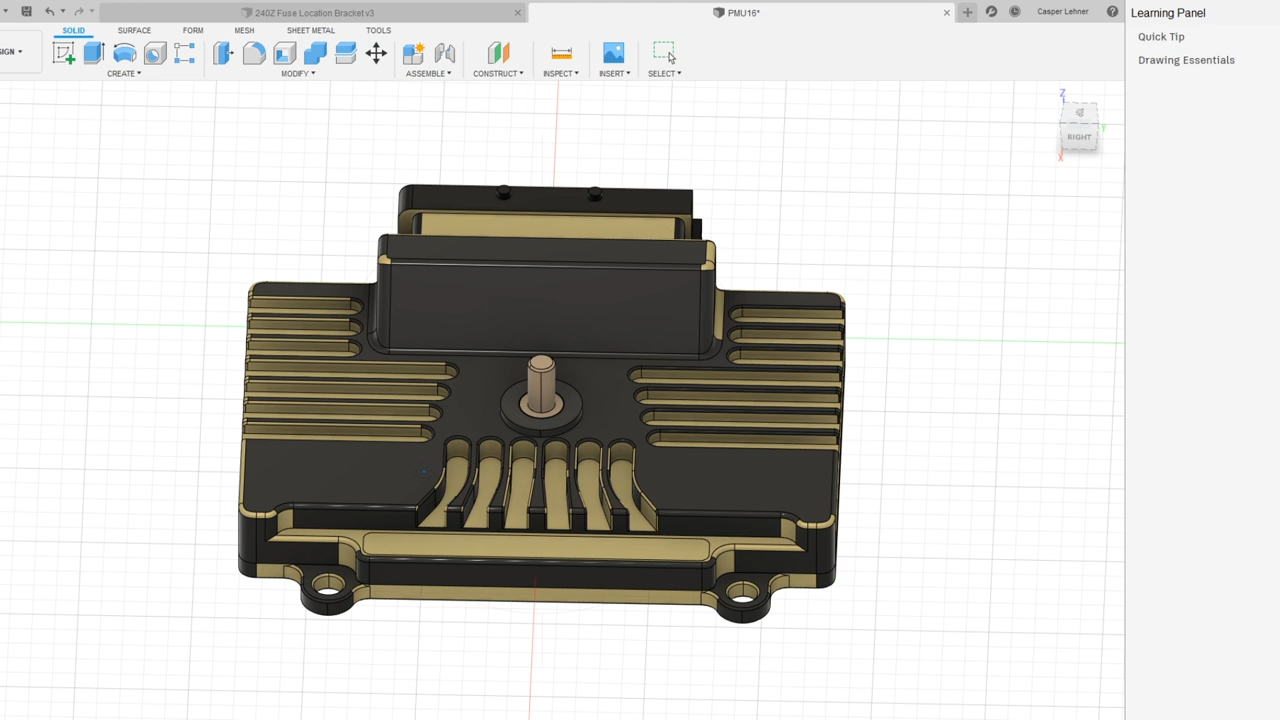 240Z Fuse Location Bracket v3
PMU16*
Casper Lehner
Learning Panel
SOLID SURFACE FORM MESH SHEET METAL TOOLS
Quick Tip
SIGN
Drawing Essentials
CREATE MODIFY ASSEMBLE CONSTRUCT INSPECT INSERT SELECT
Z
Y
RIGHT
X